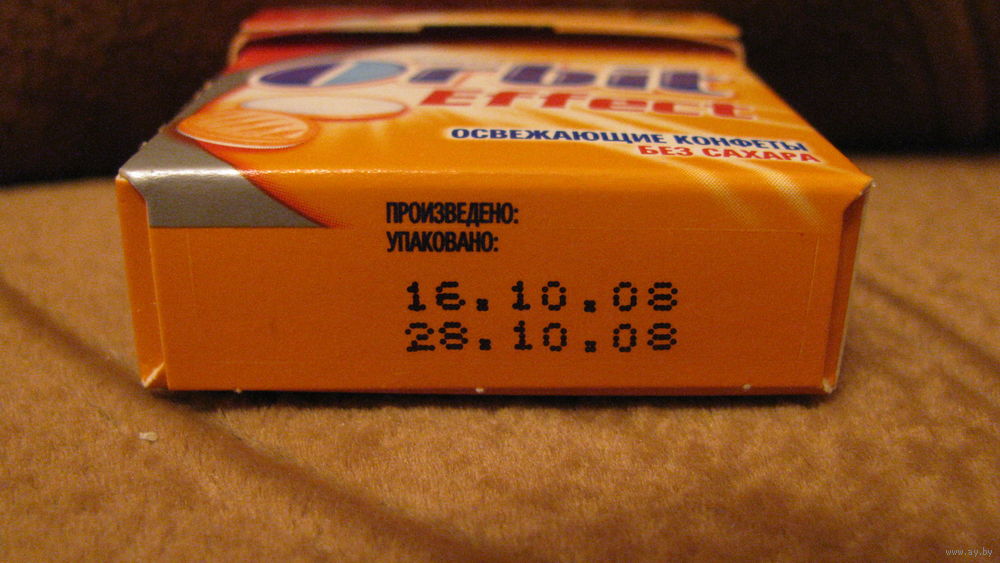 Orbit
Effect
ОСВЕЖАЮЩИЕ КОНФЕТЫ
БЕЗ САХАРА
ПРОИЗВЕДЕНО:
УПАКОВАНО:
16.10.08
28.10.08
www.ay.by